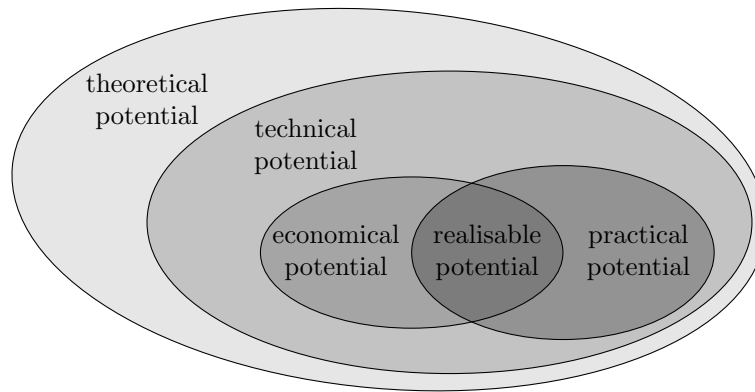 theoretical
potential
technical
potential
economical
potential
realisable
potential
practical
potential